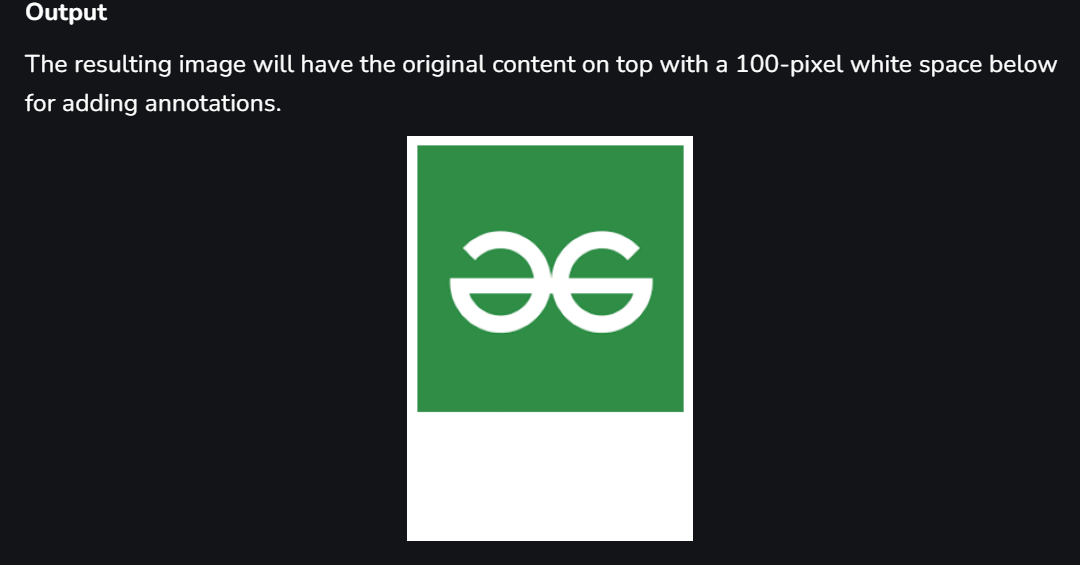 Output
The resulting image will have the original content on top with a 100-pixel white space below
for adding annotations.